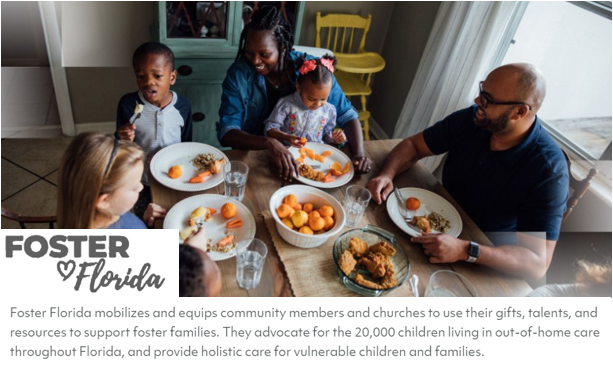 FOSTER
Florida
Foster Florida mobilizes and equips community members and churches to use their gifts, talents, and
resources to support foster families. They advocate for the 20,000 children living in out-of-home care
throughout Florida, and provide holistic care for vulnerable children and families.